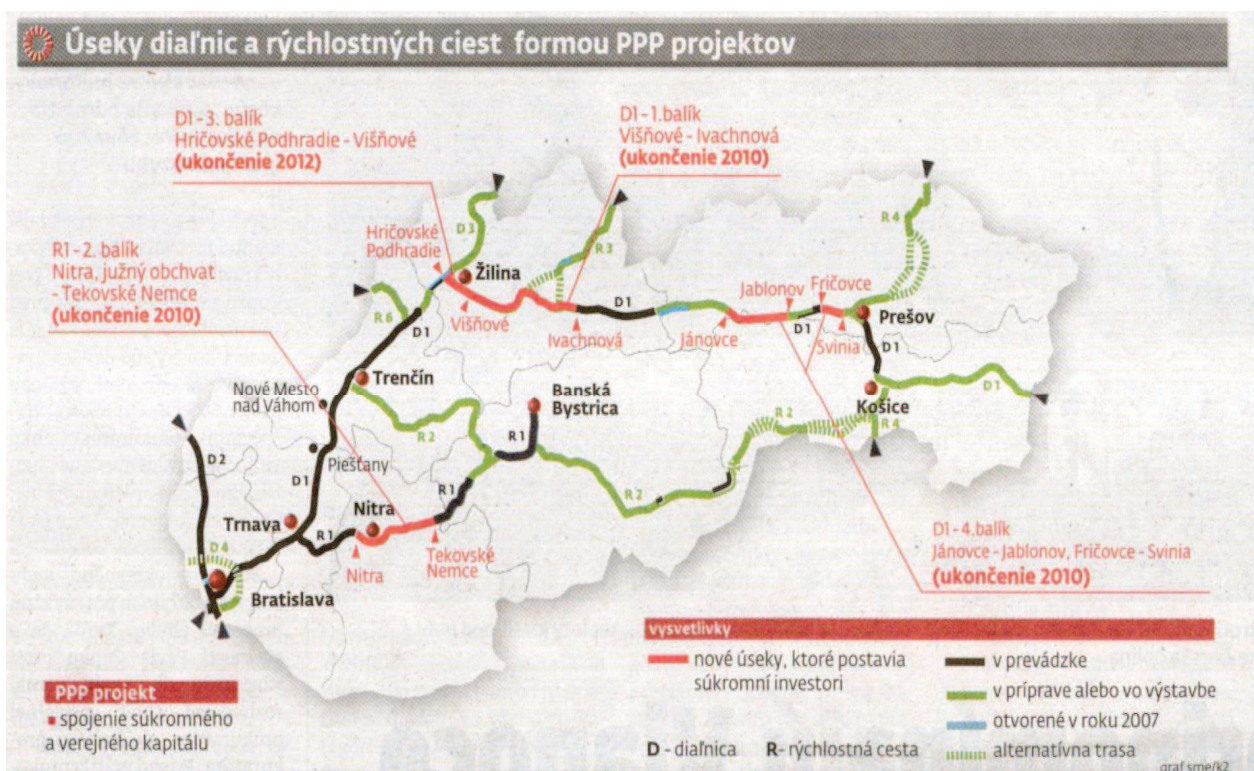 Úseky diaľnic a rýchlostných ciest formou PPP projektov
D1 - 3. balík
Hričovské Podhradie - Višňové
(ukončenie 2012)
D1 - 1.balík
Višňové - Ivachnová
(ukončenie 2010)
R1 - 2. balík
Nitra, južný obchvat
- Tekovské Nemce
(ukončenie 2010)
Hričovské
Podhradie
D3
Žilina
R3
R4
R6
D1
Višňové
Ivachnová
D1
Jánovce
Jablonov
D1
Fričovce
Svinia
Prešov
D1
Košice
D1
R4
Trenčín
Nové Mesto
nad Váhom
Banská
Bystrica
R2
R1
R2
R2
D2
Piešťany
D1
R1
Trnava
Nitra
R1
Nitra
Tekovské
Nemce
D4
Bratislava
D1 - 4.balík
Jánovce - Jablonov, Fričovce - Svinia
(ukončenie 2010)
PPP projekt
spojenie súkromného
a verejného kapitálu
vysvetlivky
nové úseky, ktoré postavia
súkromní investori
v prevádzke
v príprave alebo vo výstavbe
otvorené v roku 2007
alternatívna trasa
D - diaľnica R - rýchlostná cesta
graf sme/k2